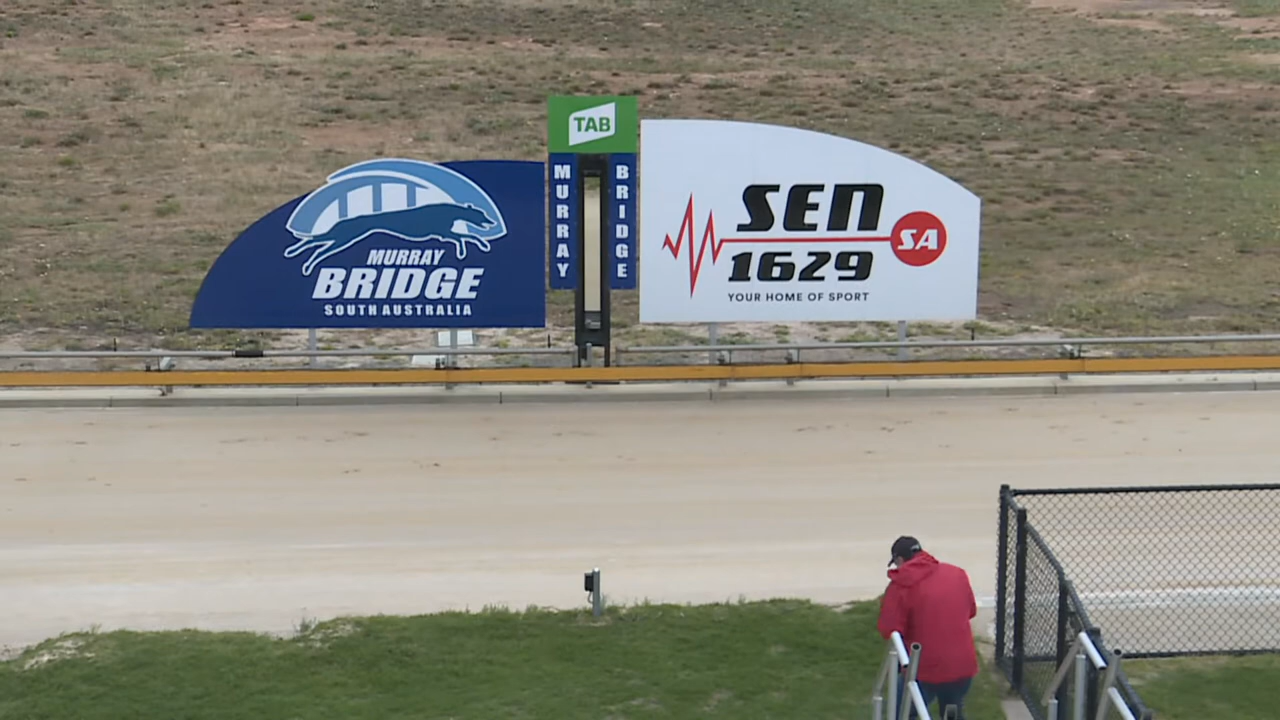 TAB
MURRAY
BRIDGE
MURRAY
BRIDGE
SOUTH AUSTRALIA
SEN
SA
1629
YOUR HOME OF SPORT